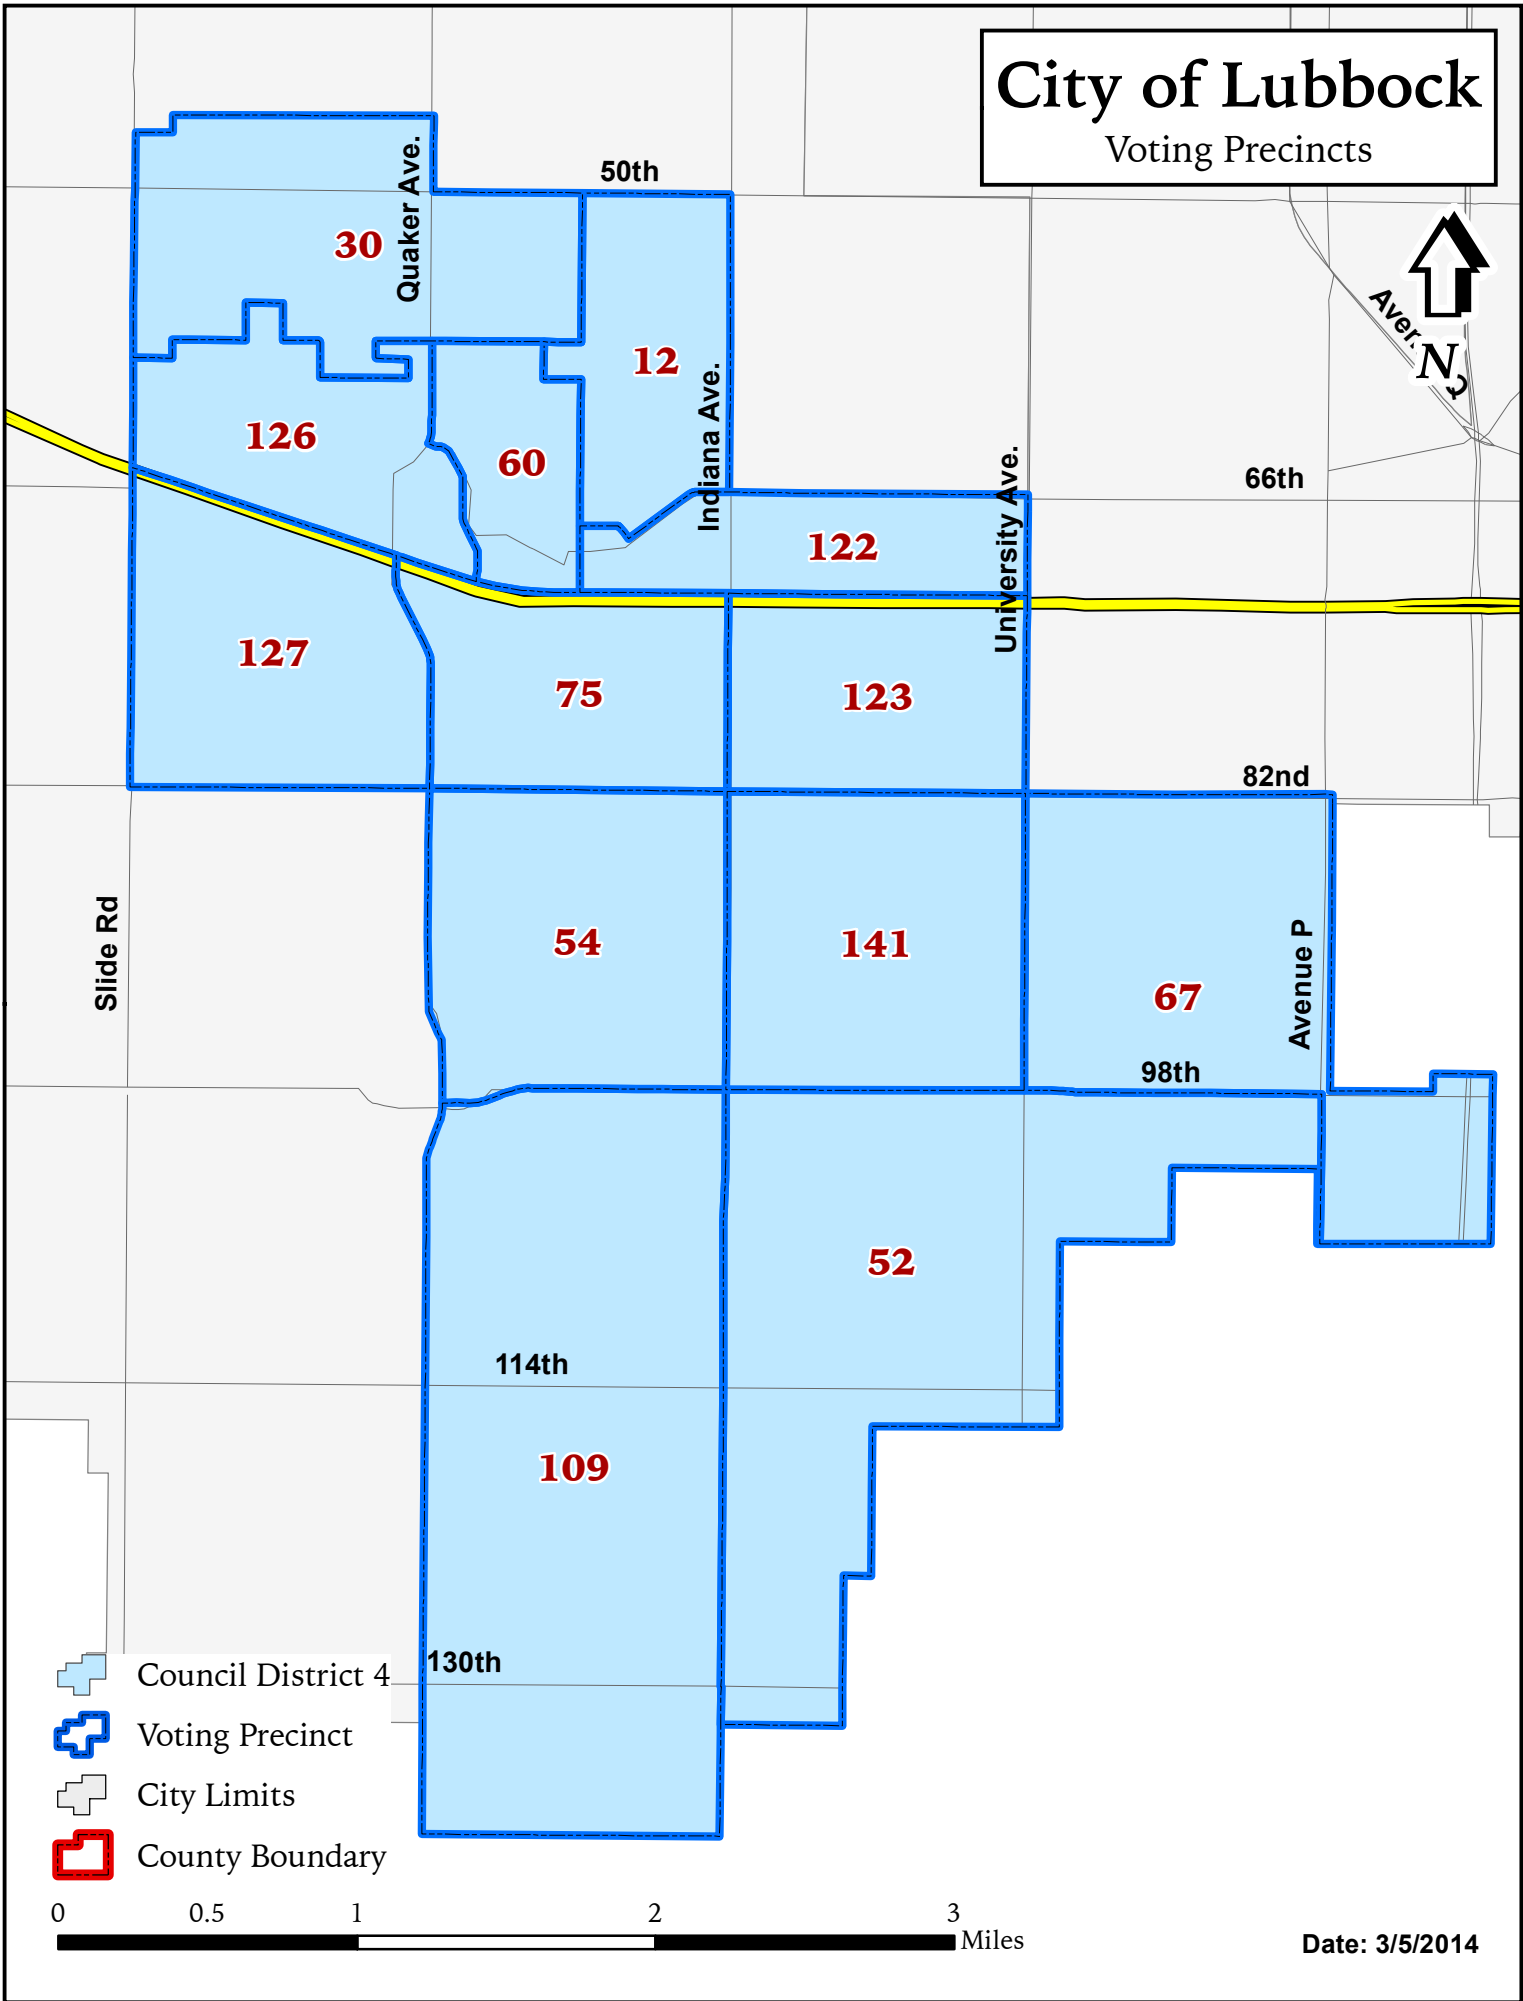 City of Lubbock
Voting Precincts
50th
Quaker Ave.
30
12
Indiana Ave.
126
60
N
66th
University Ave.
122
127
75
123
82nd
Slide Rd
54
141
67
Avenue P
98th
52
114th
109
130th
Council District 4
Voting Precinct
City Limits
County Boundary
0 0.5 1 2 3
Miles
Date: 3/5/2014